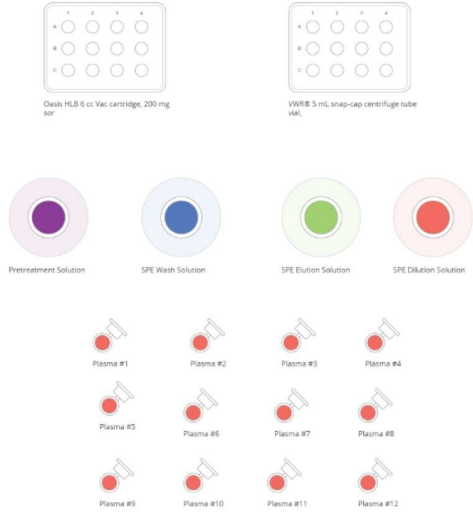 1 2 3 4
1 2 3 4
A
A
B
B
C
C
Oasis HLB 6 cc Vac cartridge, 200 mg
sor
VWR® 5 mL snap-cap centrifuge tube
vial,
Pretreatment Solution
SPE Wash Solution
SPE Elution Solution
SPE Dilution Solution
Plasma #1
Plasma #2
Plasma #3
Plasma #4
Plasma #5
Plasma #6
Plasma #7
Plasma #8
Plasma #9
Plasma #10
Plasma #11
Plasma #12